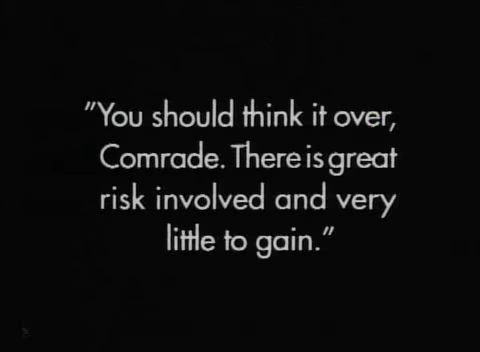 "You should think it over,
Comrade. There is great
risk involved and very
little to gain."